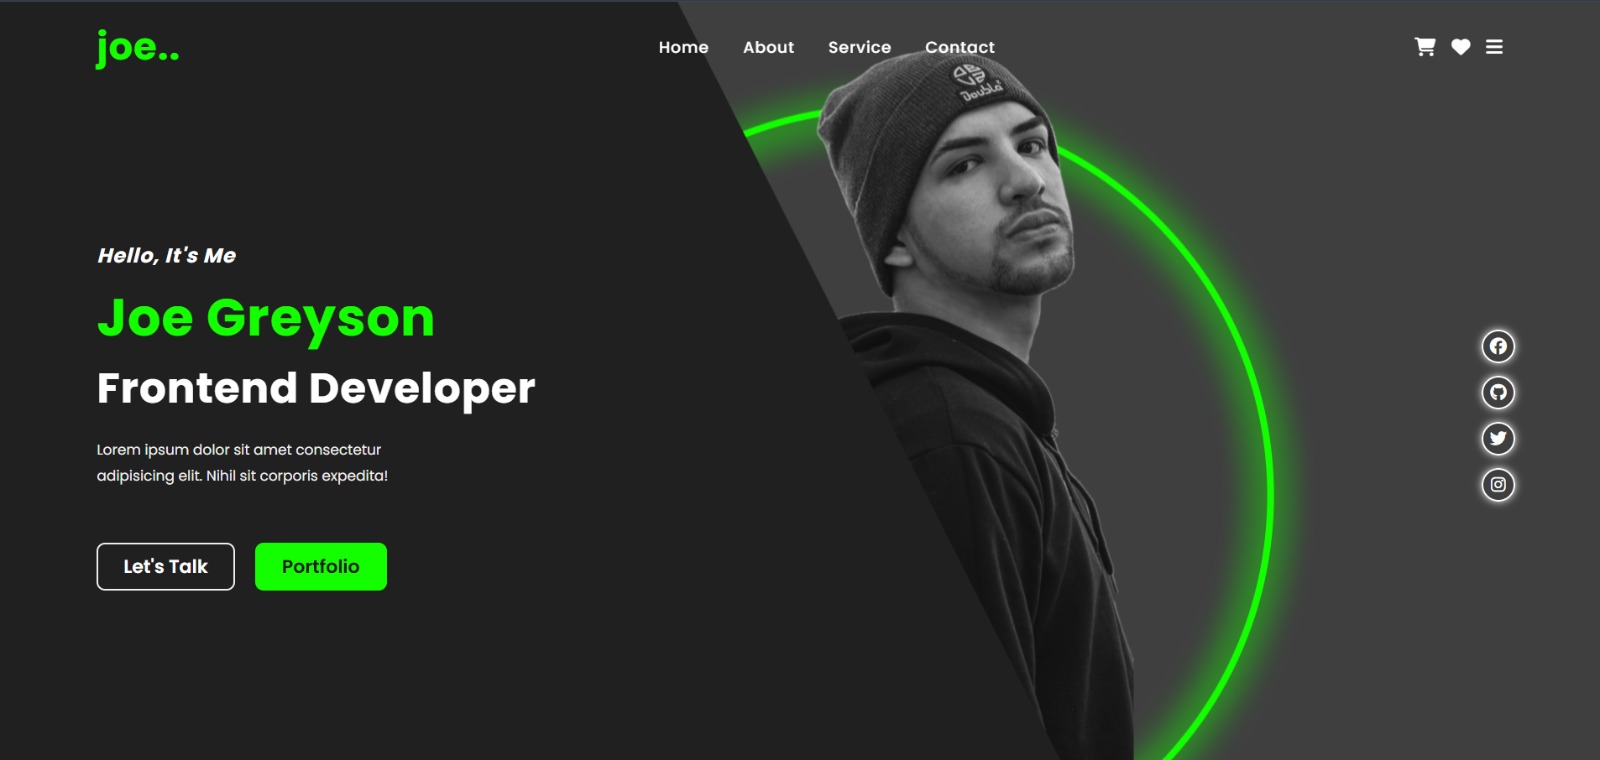 joe..
Home About Service Contact
Doubla'
Hello, It's Me
Joe Greyson
Frontend Developer
Lorem ipsum dolor sit amet consectetur
adipisicing elit. Nihil sit corporis expedita!
Let's Talk Portfolio